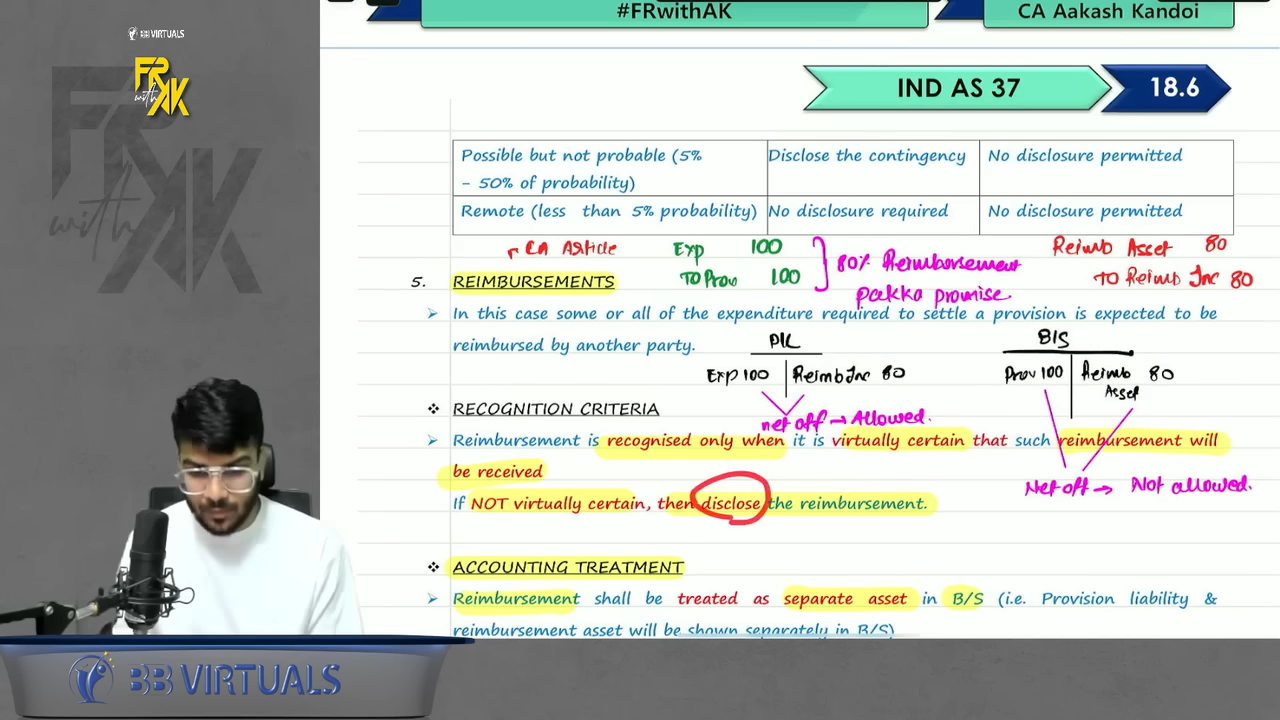 #FRwithAK
CA Aakash Kandoi
BB VIRTUALS
FR
with
AK
IND AS 37
18.6
Possible but not probable (5% – 50% of probability)
Disclose the contingency
No disclosure permitted
Remote (less than 5% probability)
No disclosure required
No disclosure permitted
CA Article
Exp 100
To Prov 100
80% Reimbursement
pakka promise.
Reimb Asset 80
To Reimb Inc 80
5. REIMBURSEMENTS
➢ In this case some or all of the expenditure required to settle a provision is expected to be
reimbursed by another party.
P/L
Exp 100 Reimb Inc 80
net off → Allowed.
B/S
Prov 100 Reimb Asset 80
Net off → Not allowed.
❖ RECOGNITION CRITERIA
➢ Reimbursement is recognised only when it is virtually certain that such reimbursement will
be received
If NOT virtually certain, then disclose the reimbursement.
❖ ACCOUNTING TREATMENT
➢ Reimbursement shall be treated as separate asset in B/S (i.e. Provision liability &
reimbursement asset will be shown separately in B/S)
BB VIRTUALS